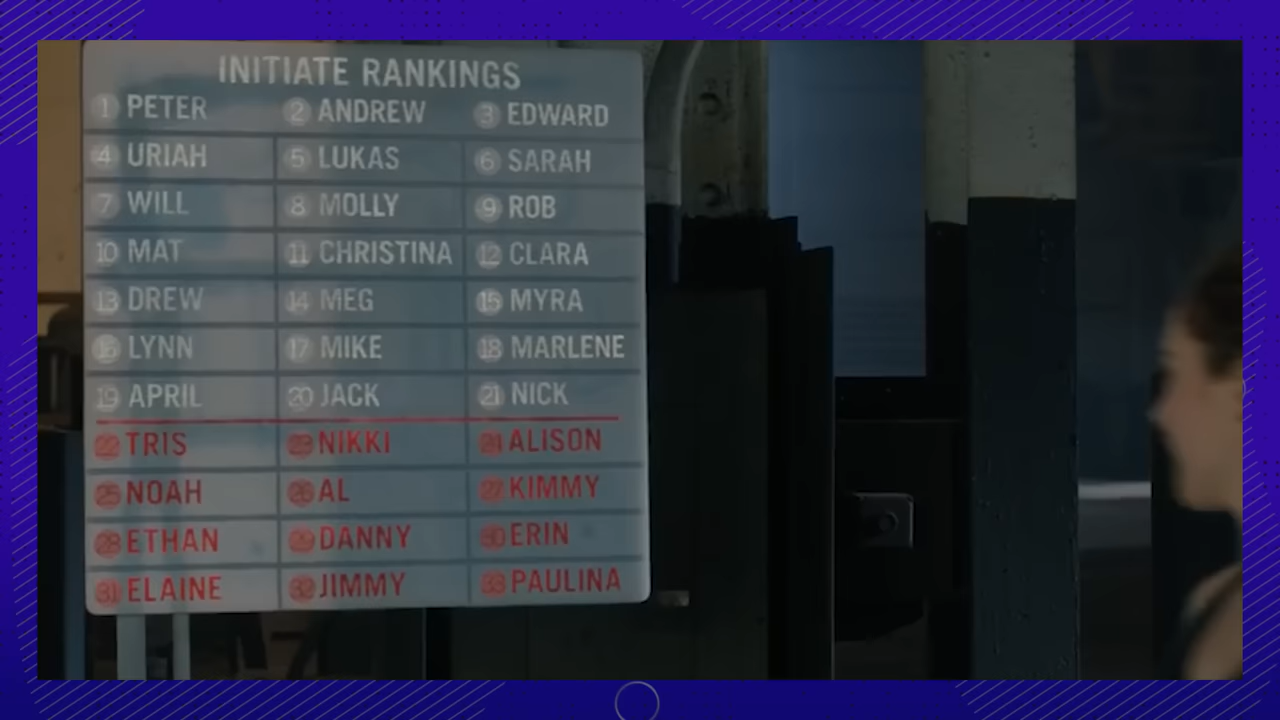 INITIATE RANKINGS
1 PETER 2 ANDREW 3 EDWARD
4 URIAH 5 LUKAS 6 SARAH
7 WILL 8 MOLLY 9 ROB
10 MAT 11 CHRISTINA 12 CLARA
13 DREW 14 MEG 15 MYRA
16 LYNN 17 MIKE 18 MARLENE
19 APRIL 20 JACK 21 NICK
22 TRIS 23 NIKKI 24 ALISON
25 NOAH 26 AL 27 KIMMY
28 ETHAN 29 DANNY 30 ERIN
31 ELAINE 32 JIMMY 33 PAULINA